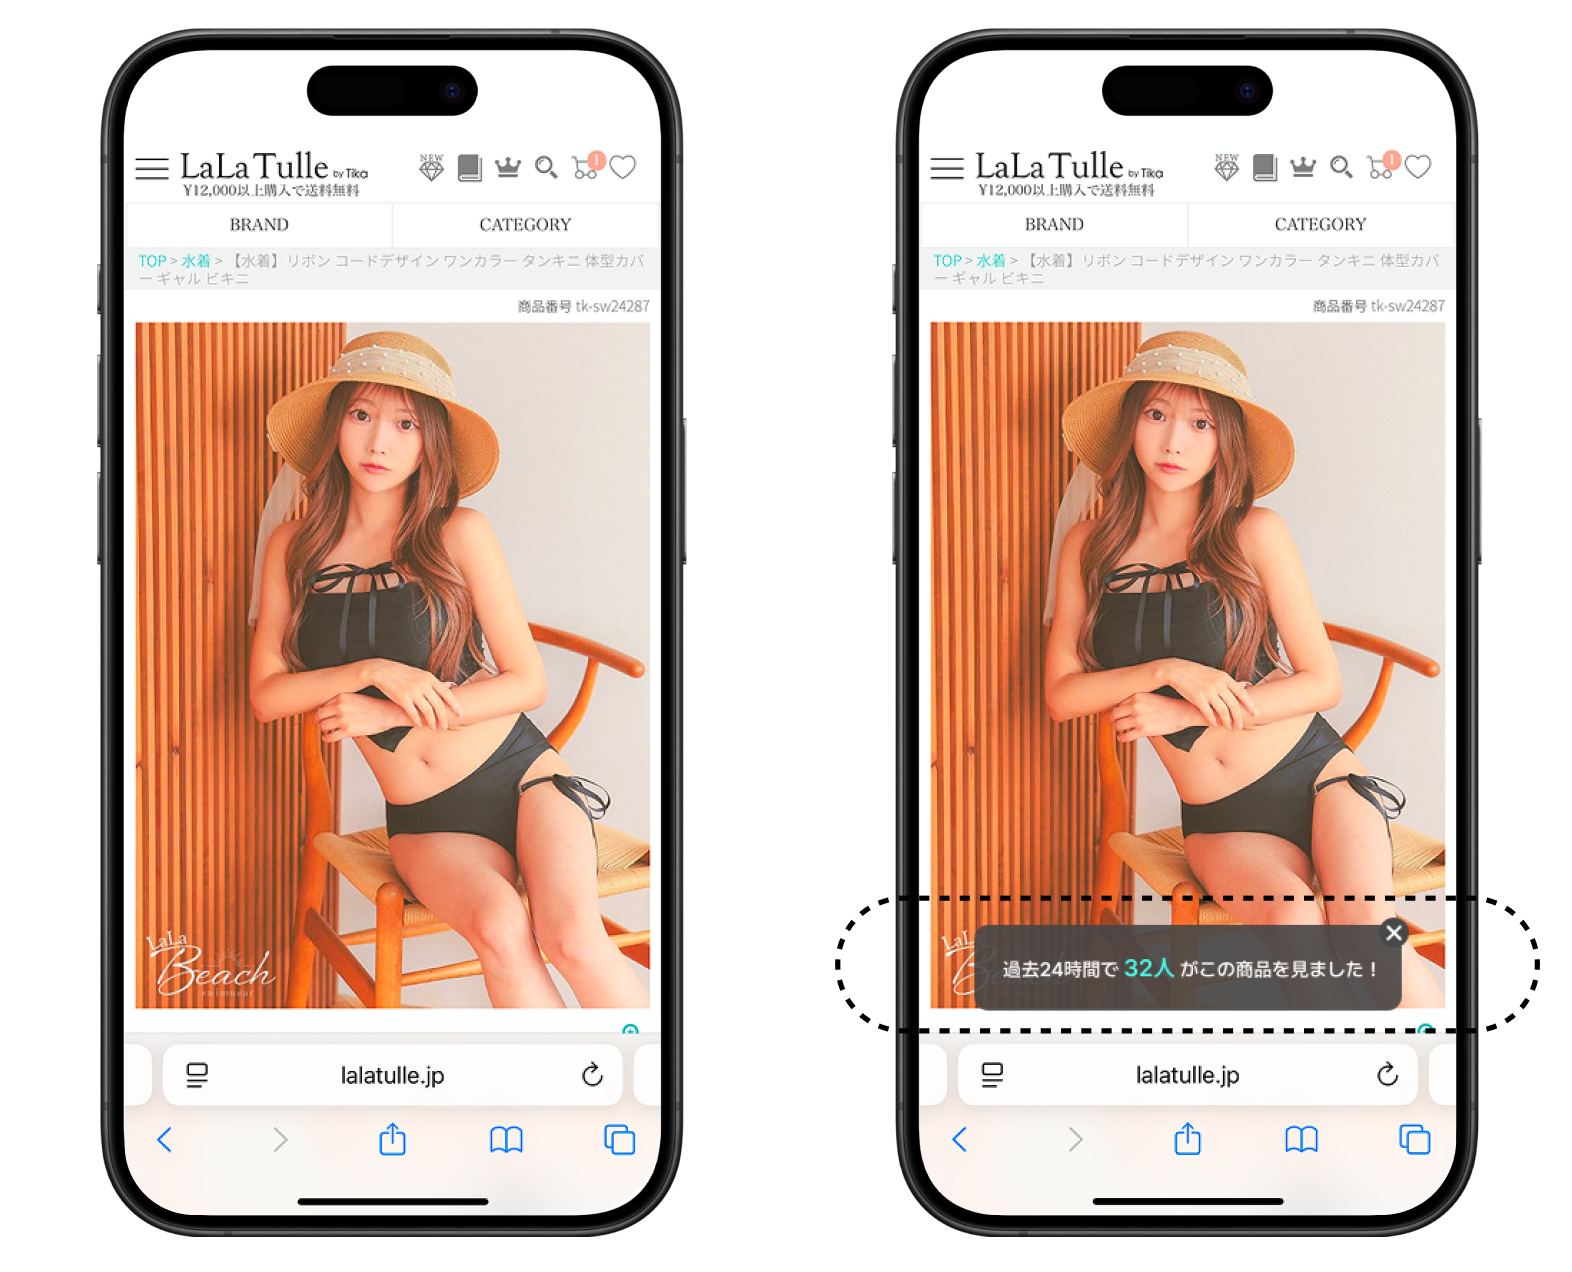 LaLa Tulle by Tika
¥12,000以上購入で送料無料
NEW
1
BRAND
CATEGORY
TOP > 水着 > 【水着】リボン コードデザイン ワンカラー タンキニ 体型カバ
ー ギャル ビキニ
商品番号 tk-sw24287
LaLa
Beach
swimwear
lalatulle.jp
LaLa Tulle by Tika
¥12,000以上購入で送料無料
NEW
1
BRAND
CATEGORY
TOP > 水着 > 【水着】リボン コードデザイン ワンカラー タンキニ 体型カバ
ー ギャル ビキニ
商品番号 tk-sw24287
LaLa
過去24時間で 32人 がこの商品を見ました！
lalatulle.jp